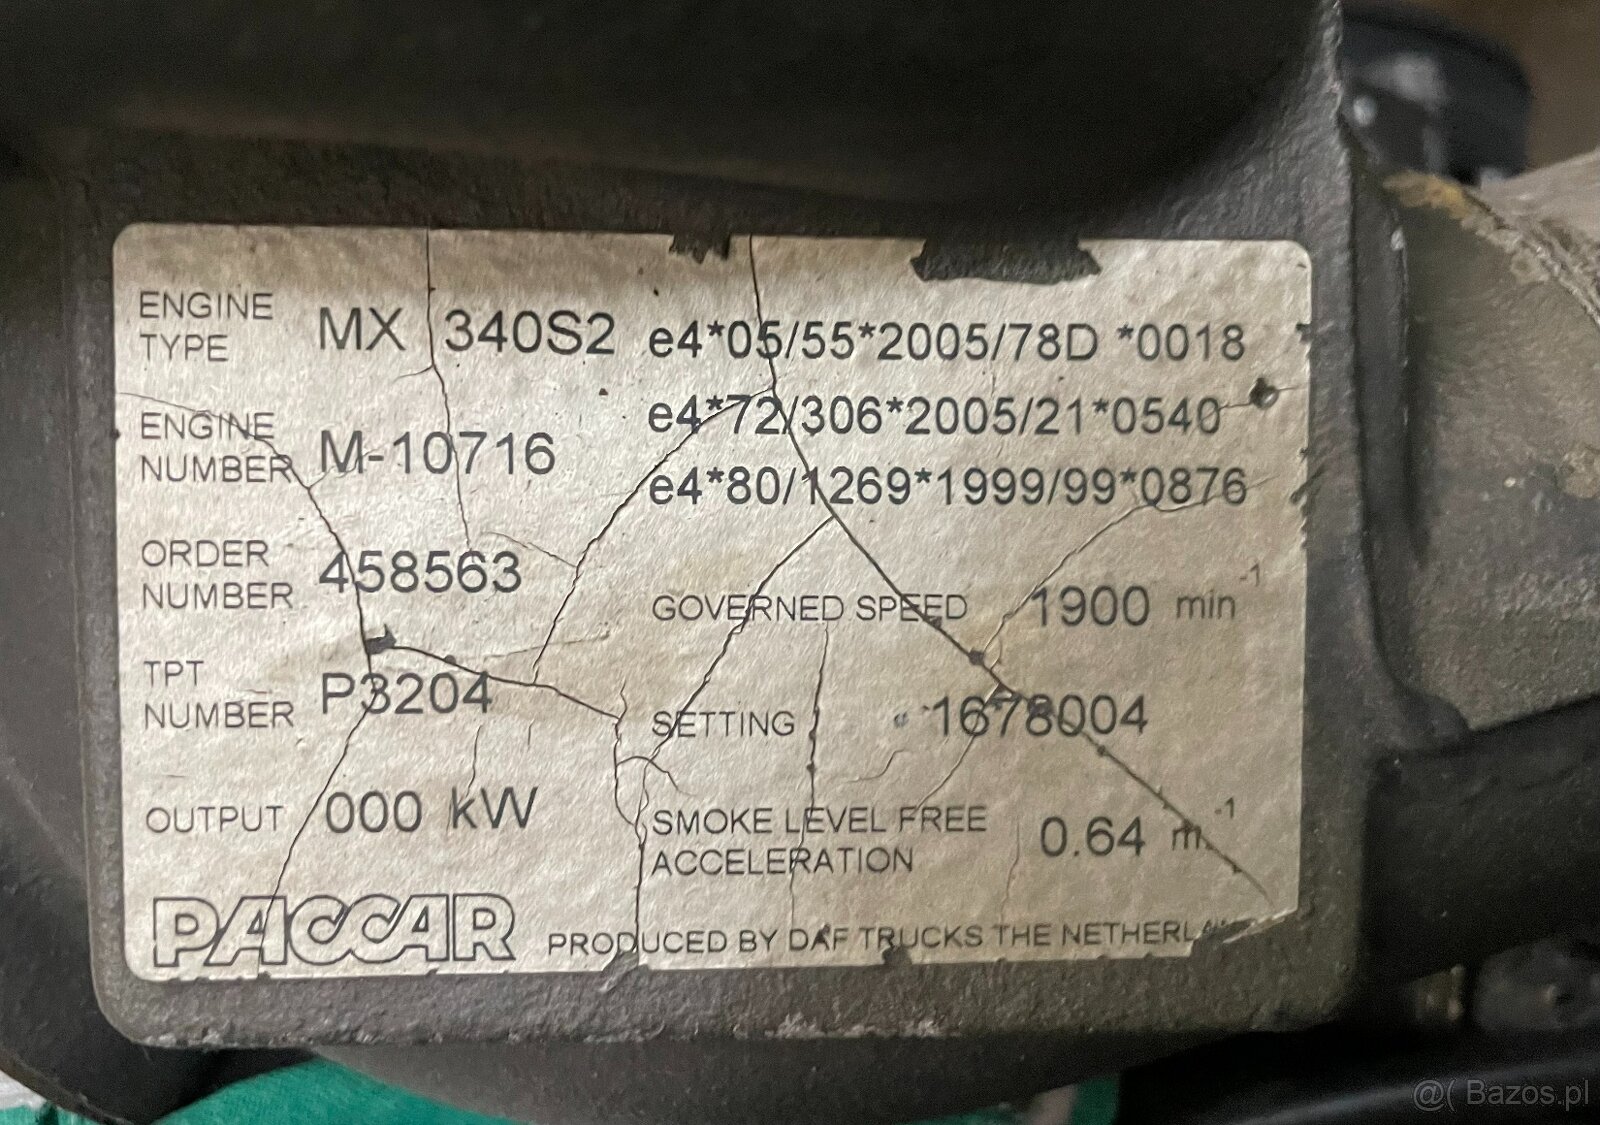 ENGINE TYPE MX 340S2
ENGINE NUMBER M-10716
ORDER NUMBER 458563
TPT NUMBER P3204
OUTPUT 000 kW
e4*05/55*2005/78D *0018
e4*72/306*2005/21*0540
e4*80/1269*1999/99*0876
GOVERNED SPEED 1900 min-1
SETTING 1678004
SMOKE LEVEL FREE ACCELERATION 0.64 m.-1
PACCAR
PRODUCED BY DAF TRUCKS THE
@( Bazos.pl